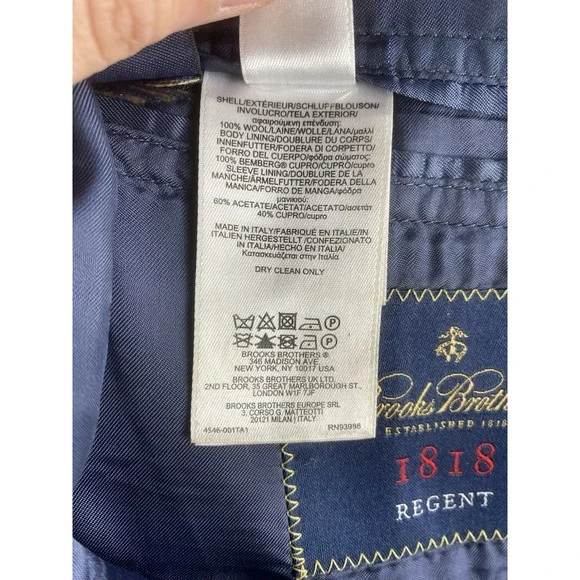 SHELL/EXTÉRIEUR/SCHLUFFBLOUSON/
INVOLUCRO/TELA EXTERIOR/
αφαιρούμενη επένδυση:
100% WOOL/LAINE/WOLLE/LANA/μαλλί
BODY LINING/DOUBLURE DU CORPS/
INNENFUTTER/FODERA DI CORPETTO/
FORRO DEL CUERPO/φόδρα σώματος:
100% BEMBERG® CUPRO/CUPRO/CUPRO/
SLEEVE LINING/DOUBLURE DE LA
MANCHE/ÄRMELFUTTER/FODERA DELLA
MANICA/FORRO DE MANGA/φόδρα
μανικιού:
60% ACETATE/ACETATO/ACETATO/ασετάτ
40% CUPRO/cupro
MADE IN ITALY/FABRIQUÉ EN ITALIE/IN
ITALIEN HERGESTELLT /CONFEZIONATO
IN ITALIA/HECHO EN ITALIA/
Κατασκευάζεται στην Ιταλία
DRY CLEAN ONLY
BROOKS BROTHERS ®
346 MADISON AVE.
NEW YORK, NY 10017 USA
BROOKS BROTHERS UK LTD.
2ND FLOOR, 35 GREAT MARLBOROUGH ST.,
LONDON W1F 7JF
BROOKS BROTHERS EUROPE SRL
3, CORSO G. MATTEOTTI
20121 MILAN / ITALY
4546-001TA1 RN93986
Brooks Broth
ESTABLISHED 1818
1818
REGENT